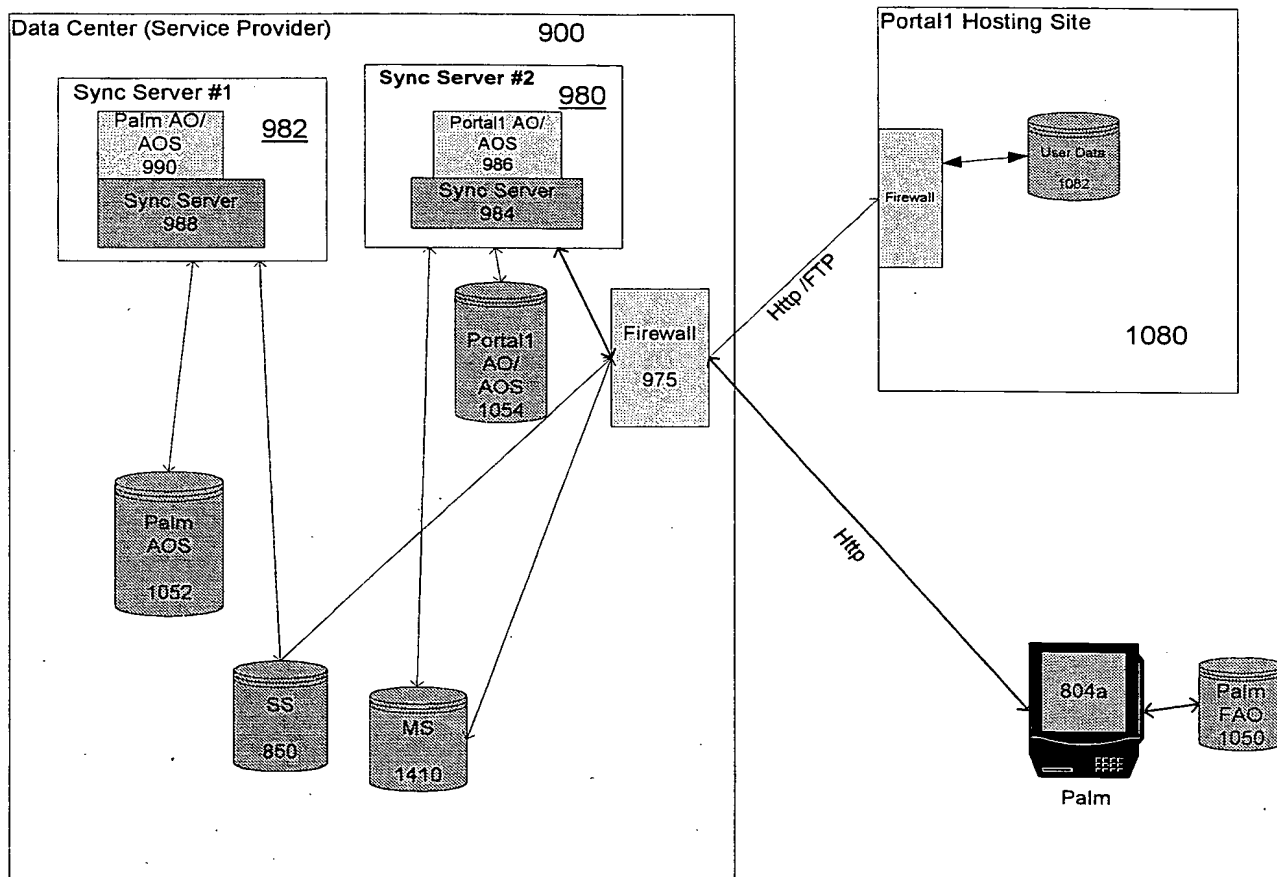 Data Center (Service Provider)
900
Sync Server #1
982
Palm AO/
AOS
990
Sync Server
988
Sync Server #2
980
Portal1 AO/
AOS
986
Sync Server
984
Portal1
AO/
AOS
1054
Firewall
975
Palm
AOS
1052
SS
850
MS
1410
Portal1 Hosting Site
Firewall
User Data
1082
1080
Http /FTP
Http
804a
Palm
Palm
FAO
1050